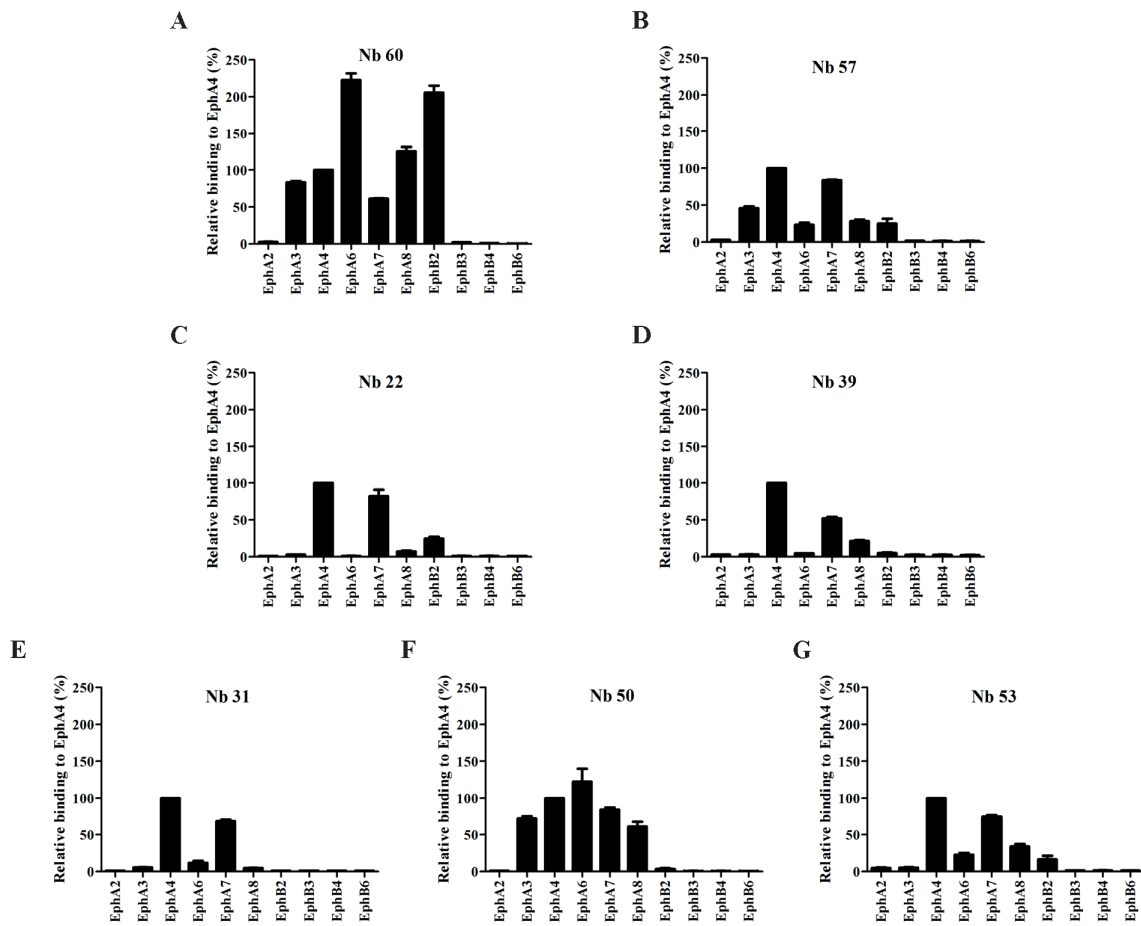 A
Nb 60
Relative binding to EphA4 (%)
250
200
150
100
50
0
EphA2
EphA3
EphA4
EphA6
EphA7
EphA8
EphB2
EphB3
EphB4
EphB6
B
Nb 57
Relative binding to EphA4 (%)
250
200
150
100
50
0
EphA2
EphA3
EphA4
EphA6
EphA7
EphA8
EphB2
EphB3
EphB4
EphB6
C
Nb 22
Relative binding to EphA4 (%)
250
200
150
100
50
0
EphA2
EphA3
EphA4
EphA6
EphA7
EphA8
EphB2
EphB3
EphB4
EphB6
D
Nb 39
Relative binding to EphA4 (%)
250
200
150
100
50
0
EphA2
EphA3
EphA4
EphA6
EphA7
EphA8
EphB2
EphB3
EphB4
EphB6
E
Nb 31
Relative binding to EphA4 (%)
250
200
150
100
50
0
EphA2
EphA3
EphA4
EphA6
EphA7
EphA8
EphB2
EphB3
EphB4
EphB6
F
Nb 50
Relative binding to EphA4 (%)
250
200
150
100
50
0
EphA2
EphA3
EphA4
EphA6
EphA7
EphA8
EphB2
EphB3
EphB4
EphB6
G
Nb 53
Relative binding to EphA4 (%)
250
200
150
100
50
0
EphA2
EphA3
EphA4
EphA6
EphA7
EphA8
EphB2
EphB3
EphB4
EphB6